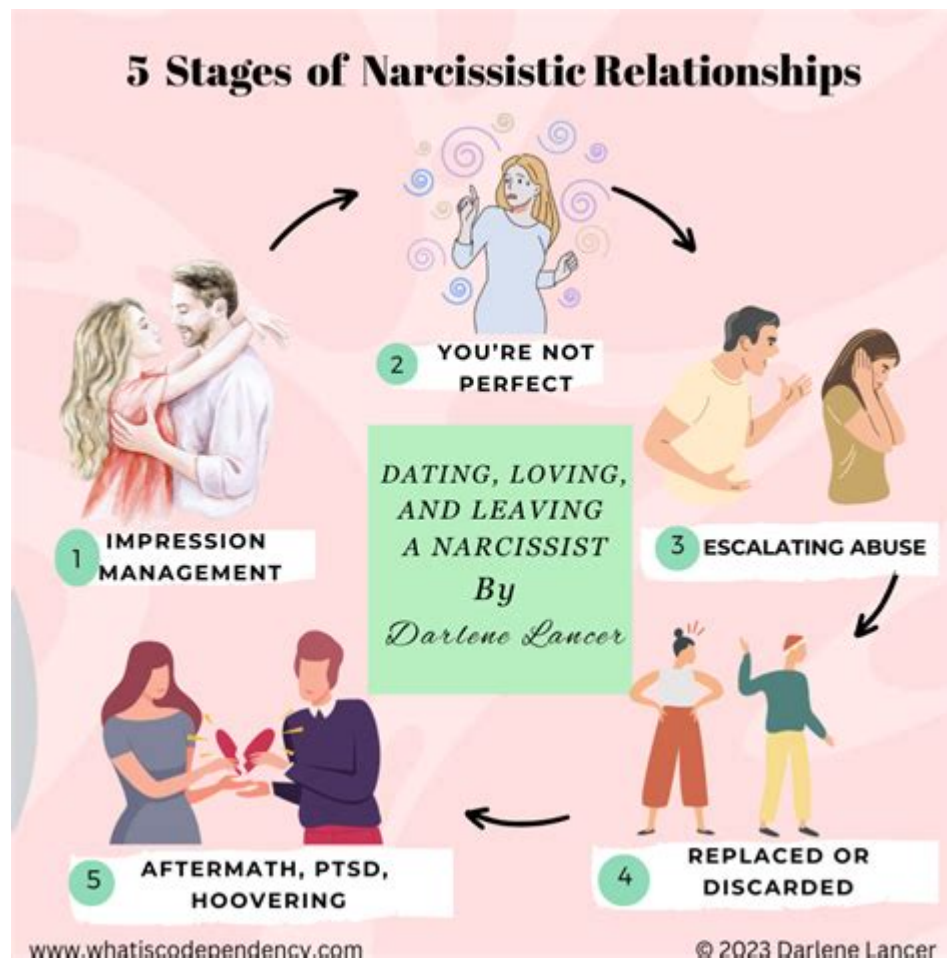 5 Stages of Narcissistic Relationships
1 IMPRESSION
MANAGEMENT
2 YOU'RE NOT
PERFECT
3 ESCALATING ABUSE
4 REPLACED OR
DISCARDED
5 AFTERMATH, PTSD,
HOOVERING
DATING, LOVING,
AND LEAVING
A NARCISSIST
By
Darlene Lancer
www.whatiscodependency.com
© 2023 Darlene Lancer